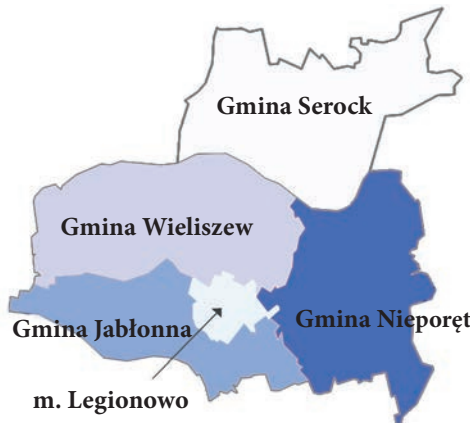 Gmina Serock
Gmina Wieliszew
Gmina Jabłonna
Gmina Nieporęt
m. Legionowo